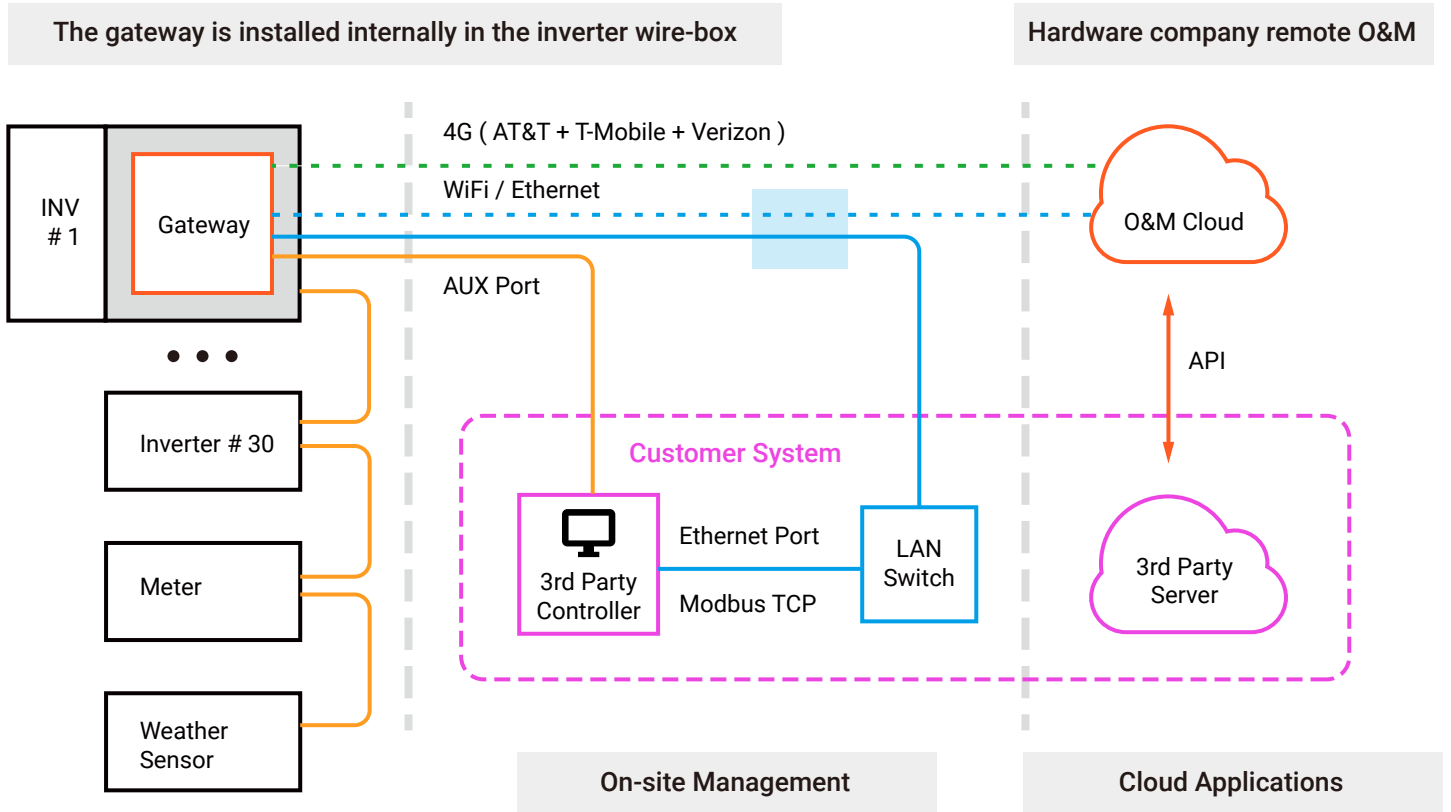 The gateway is installed internally in the inverter wire-box
Hardware company remote O&M
4G ( AT&T + T-Mobile + Verizon )
WiFi / Ethernet
AUX Port
INV
# 1
Gateway
O&M Cloud
API
Inverter # 30
Meter
Weather
Sensor
Customer System
3rd Party
Controller
Ethernet Port
Modbus TCP
LAN
Switch
3rd Party
Server
On-site Management
Cloud Applications